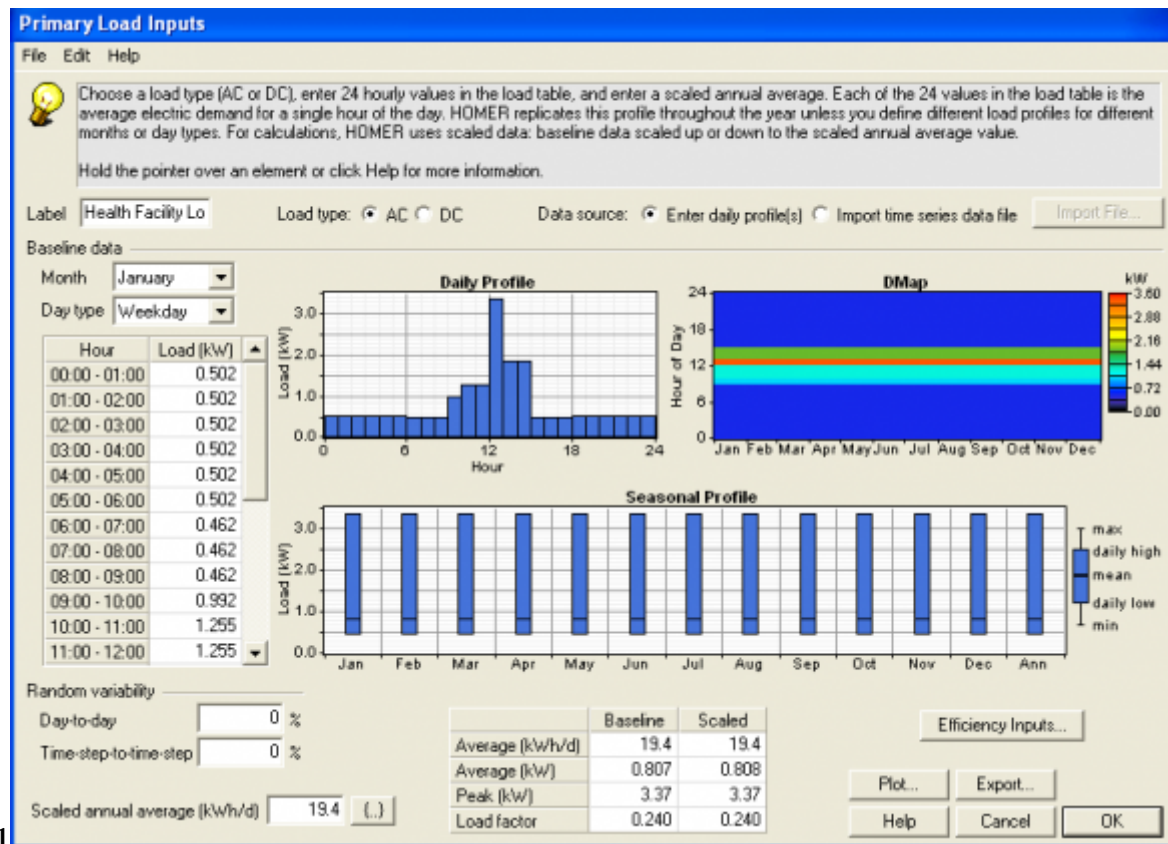 Primary Load Inputs
File Edit Help
Choose a load type (AC or DC), enter 24 hourly values in the load table, and enter a scaled annual average. Each of the 24 values in the load table is the
average electric demand for a single hour of the day. HOMER replicates this profile throughout the year unless you define different load profiles for different
months or day types. For calculations, HOMER uses scaled data: baseline data scaled up or down to the scaled annual average value.
Hold the pointer over an element or click Help for more information.
Label Health Facility Lo Load type: AC DC Data source: Enter daily profile(s) Import time series data file Import File...
Baseline data
Month January
Day type Weekday
Hour Load (kW)
00:00 - 01:00 0.502
01:00 - 02:00 0.502
02:00 - 03:00 0.502
03:00 - 04:00 0.502
04:00 - 05:00 0.502
05:00 - 06:00 0.502
06:00 - 07:00 0.462
07:00 - 08:00 0.462
08:00 - 09:00 0.462
09:00 - 10:00 0.992
10:00 - 11:00 1.255
11:00 - 12:00 1.255
Daily Profile
Load (kW)
3.0
2.0
1.0
0.0
0 6 12 18 24
Hour
DMap
Hour of Day
24
18
12
6
0
Jan Feb Mar Apr May Jun Jul Aug Sep Oct Nov Dec
kW
3.60
2.88
2.16
1.44
0.72
0.00
Seasonal Profile
Load (kW)
3.0
2.0
1.0
0.0
Jan Feb Mar Apr May Jun Jul Aug Sep Oct Nov Dec Ann
max
daily high
mean
daily low
min
Random variability
Day-to-day 0 %
Time-step-to-time-step 0 %
Scaled annual average (kWh/d) 19.4 {..}
Baseline Scaled
Average (kWh/d) 19.4 19.4
Average (kW) 0.807 0.808
Peak (kW) 3.37 3.37
Load factor 0.240 0.240
Efficiency Inputs...
Plot... Export...
Help Cancel OK
1